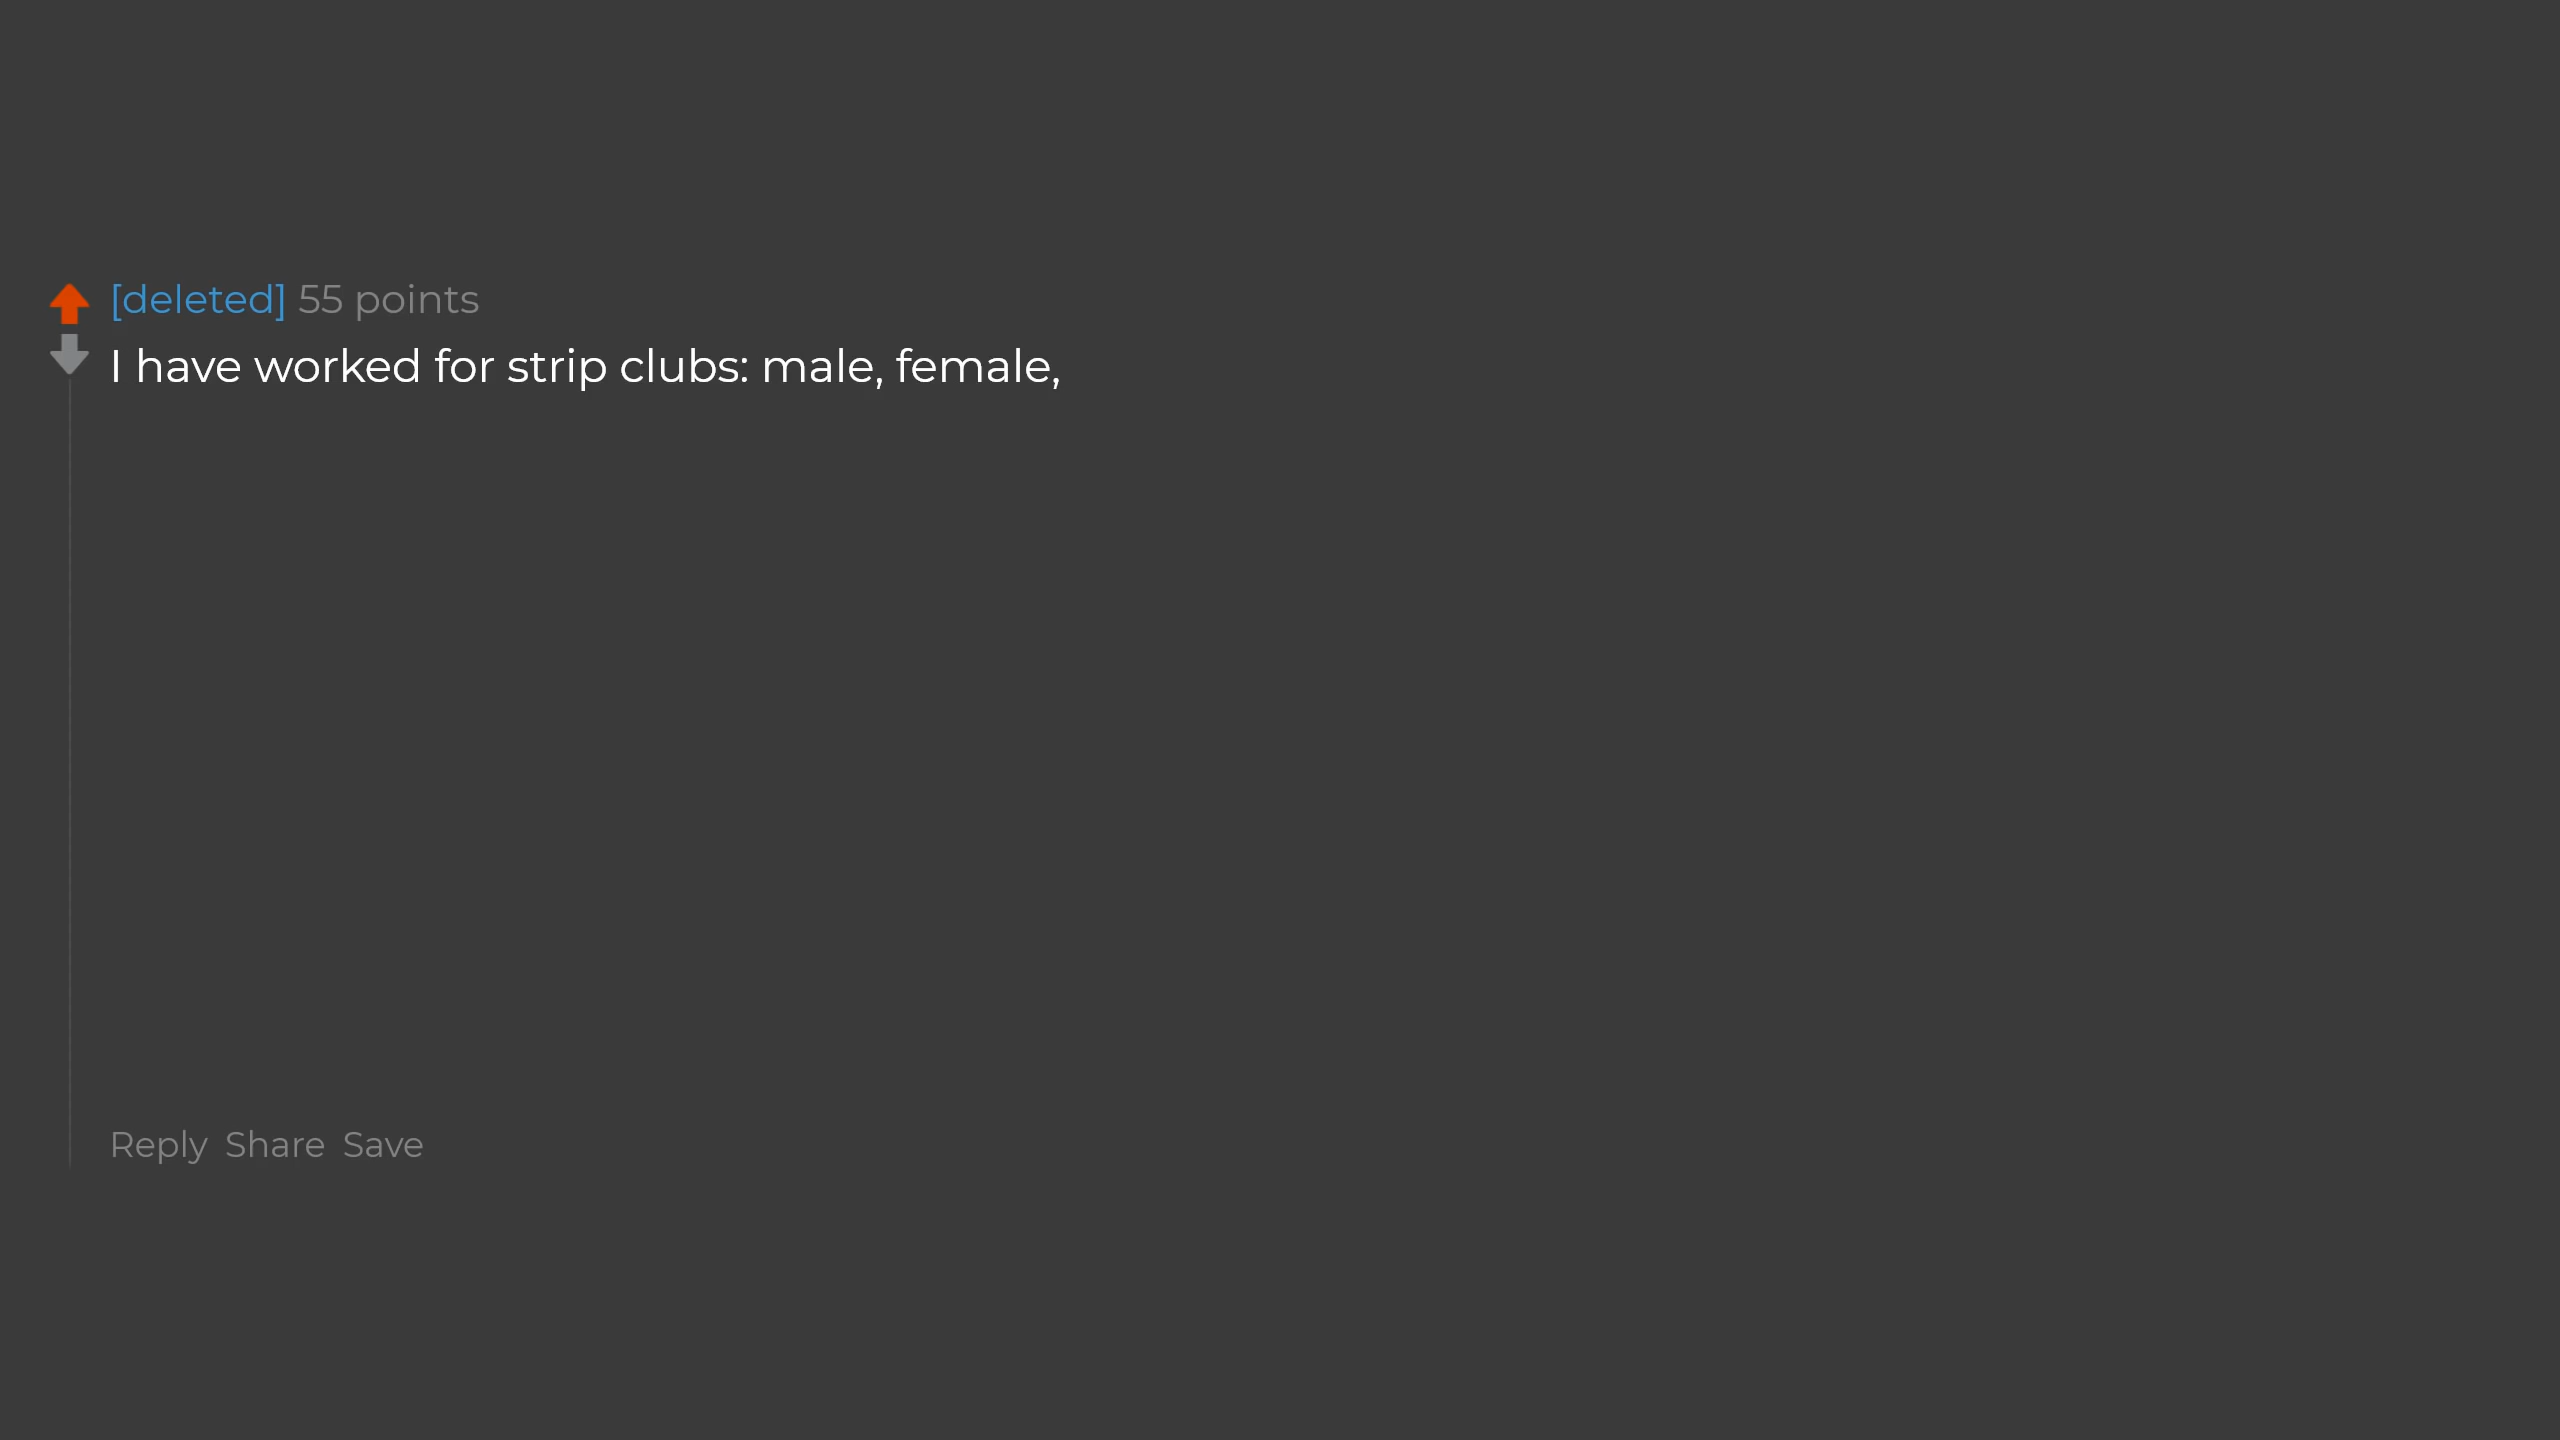 [deleted] 55 points
I have worked for strip clubs: male, female,
Reply Share Save